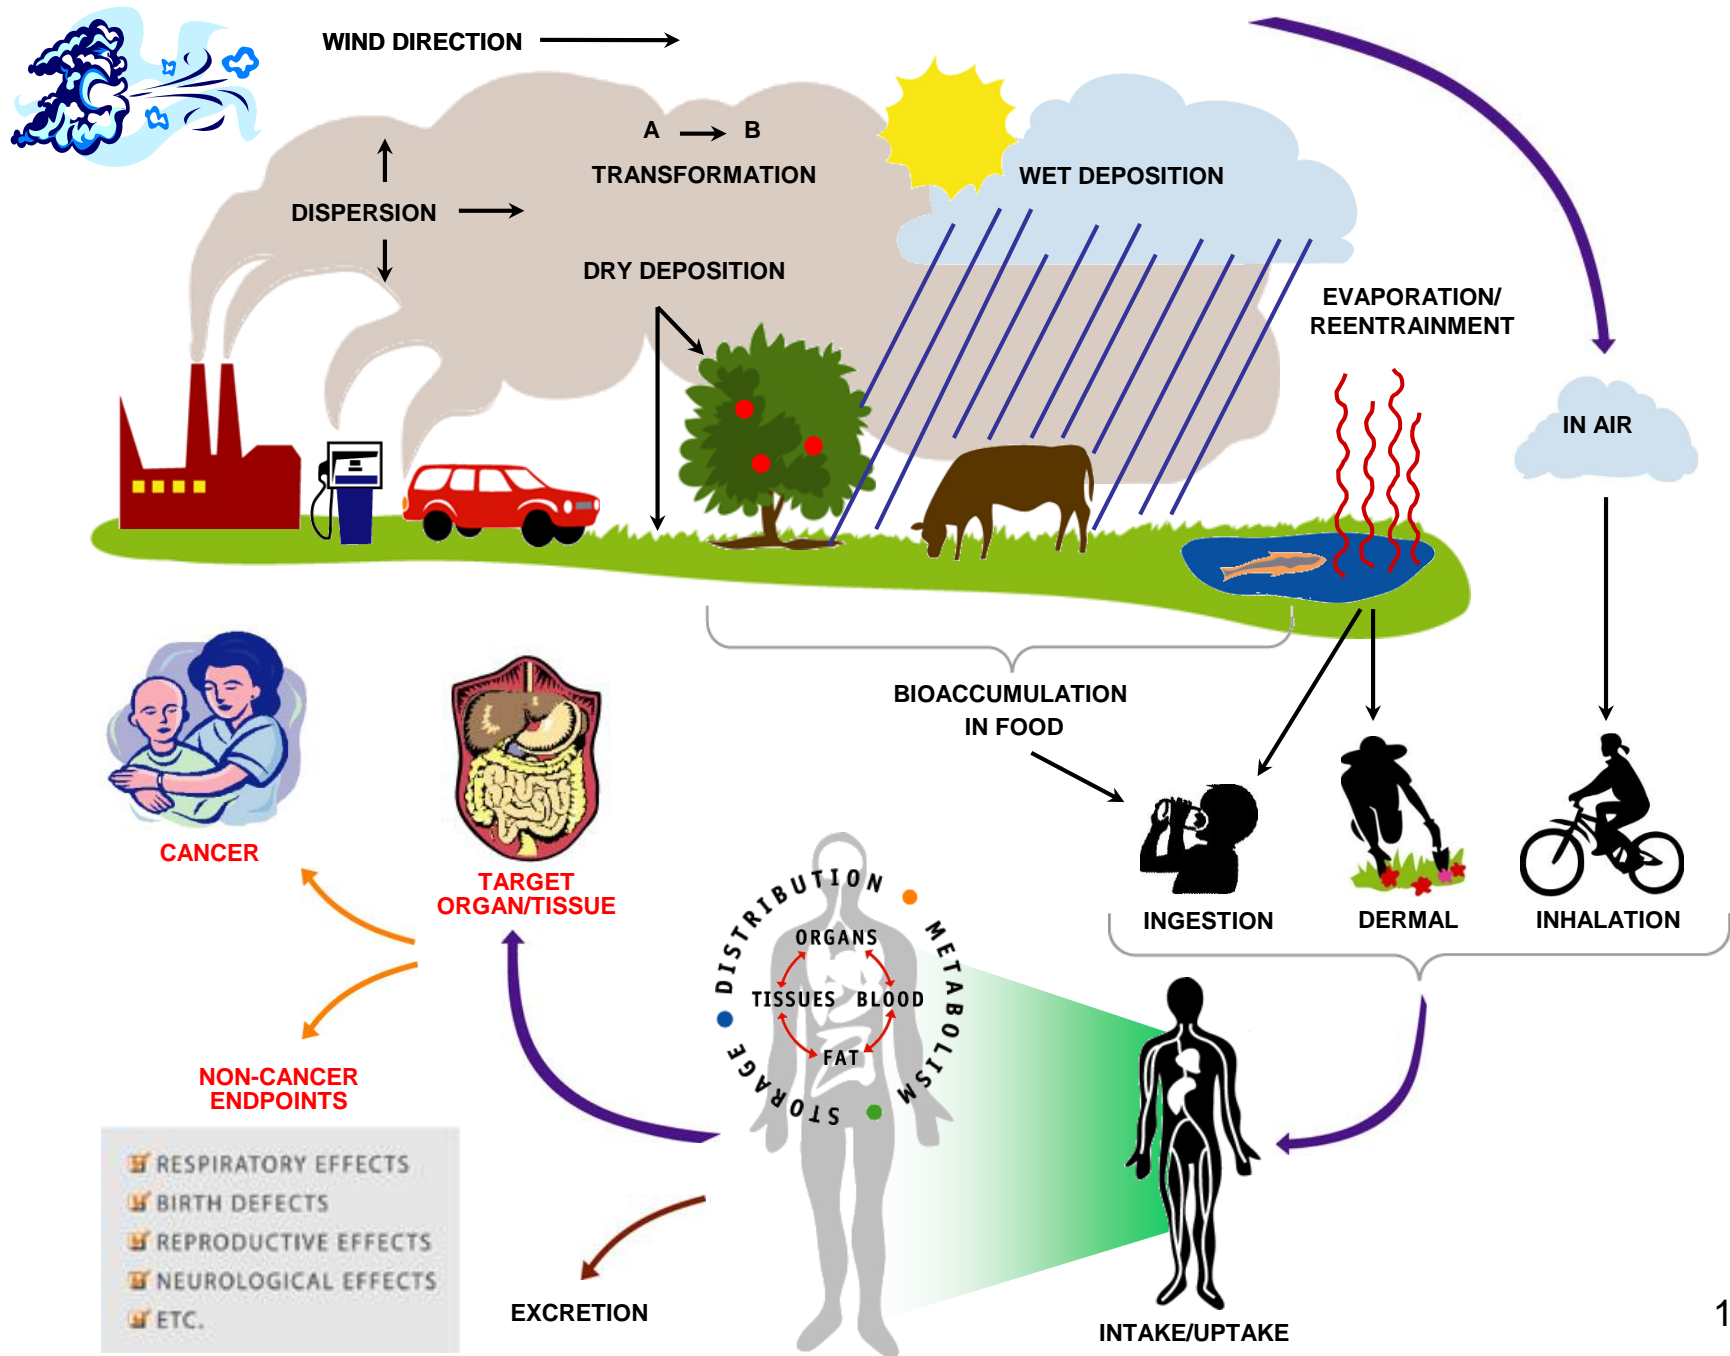 WIND DIRECTION
A
B
TRANSFORMATION
WET DEPOSITION
DISPERSION
DRY DEPOSITION
EVAPORATION/
REENTRAINMENT
IN AIR
BIOACCUMULATION
IN FOOD
CANCER
TARGET
ORGAN/TISSUE
INGESTION
DERMAL
INHALATION
DISTRIBUTION
METABOLISM
STORAGE
ORGANS
TISSUES
BLOOD
FAT
NON-CANCER
ENDPOINTS
RESPIRATORY EFFECTS
BIRTH DEFECTS
REPRODUCTIVE EFFECTS
NEUROLOGICAL EFFECTS
ETC.
EXCRETION
INTAKE/UPTAKE
1